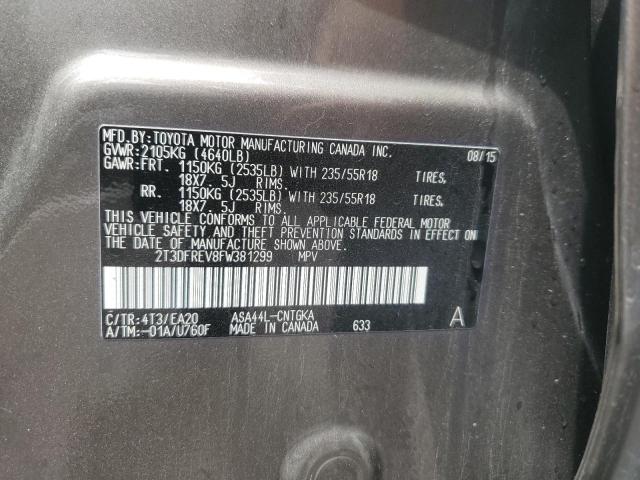 MFD.BY:TOYOTA MOTOR MANUFACTURING CANADA INC. 08/15
GVWR:2105KG (4640LB)
GAWR:FRT. 1150KG (2535LB) WITH 235/55R18 TIRES,
18X7. 5J RIMS.
RR. 1150KG (2535LB) WITH 235/55R18 TIRES,
18X7. 5J RIMS.
THIS VEHICLE CONFORMS TO ALL APPLICABLE FEDERAL MOTOR
VEHICLE SAFETY AND THEFT PREVENTION STANDARDS IN EFFECT ON
THE DATE OF MANUFACTURE SHOWN ABOVE.
2T3DFREV8FW381299 MPV
C/TR:4T3/EA20 ASA44L-CNTGKA
A/TM:-01A/U760F MADE IN CANADA 633 A